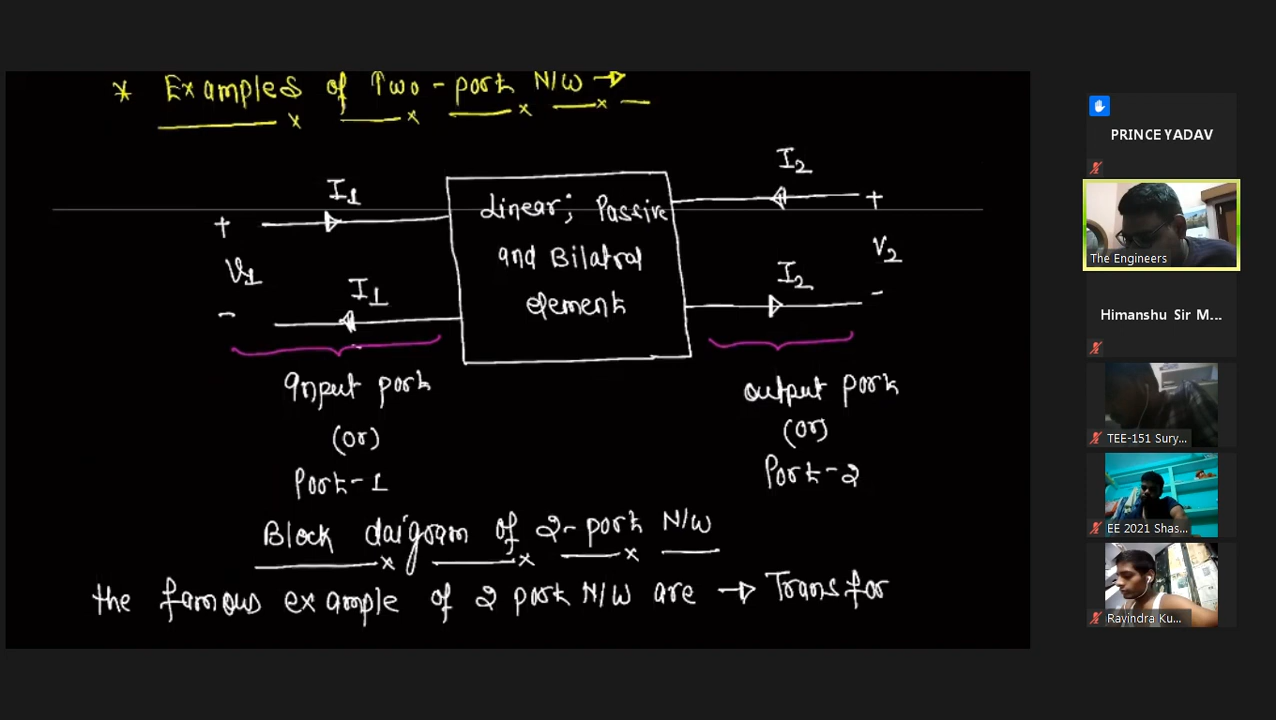 * Examples of Two-port N/W →
I1
I2
+
+
Linear; Passive
and Bilatral
element
V1
V2
I1
I2
-
-
Input port
(or)
Port-1
output port
(or)
Port-2
Block daigram of 2-port N/W
the famous example of 2 port N/W are → Transfor
PRINCE YADAV
The Engineers
Himanshu Sir M...
TEE-151 Sury...
EE 2021 Shas...
Ravindra Ku...